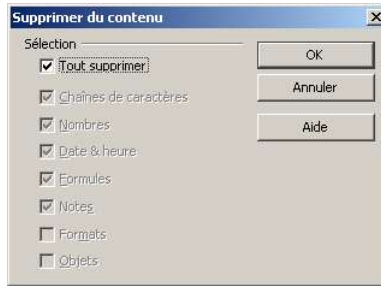 Supprimer du contenu
Sélection
Tout supprimer
Chaînes de caractères
Nombres
Date & heure
Formules
Notes
Formats
Objets
OK
Annuler
Aide